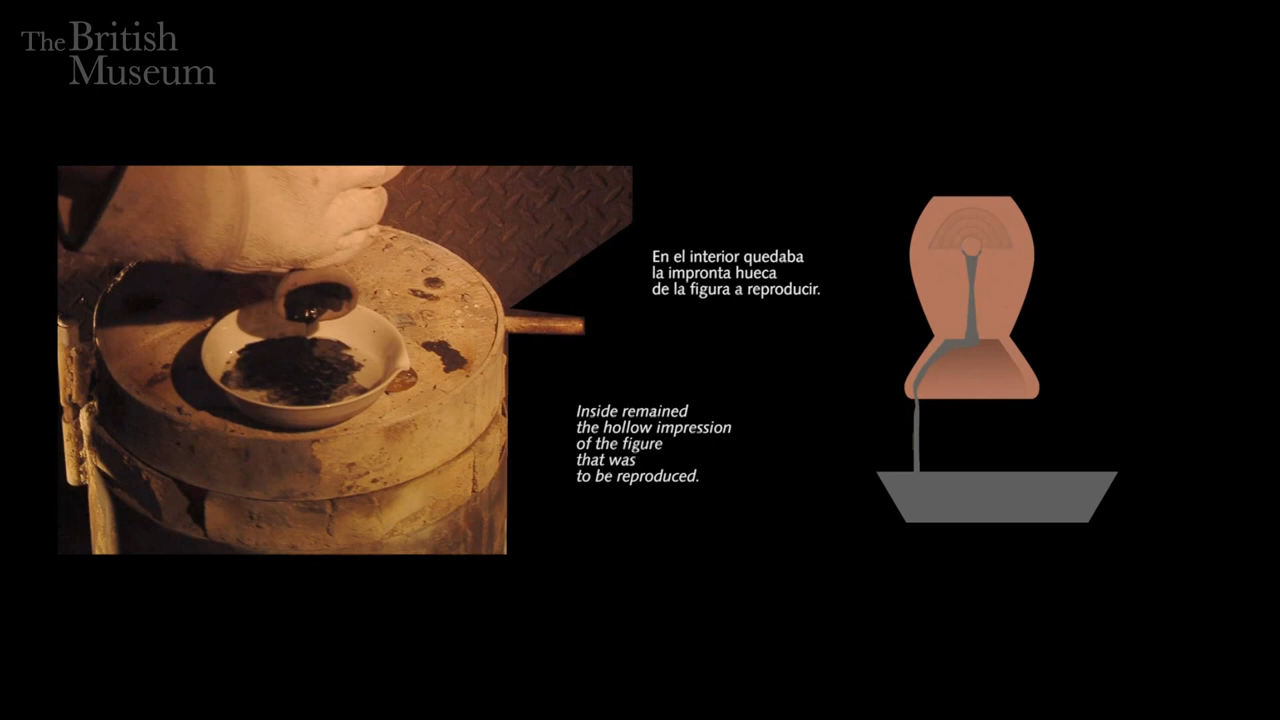 The British
Museum
En el interior quedaba
la impronta hueca
de la figura a reproducir.
Inside remained
the hollow impression
of the figure
that was
to be reproduced.